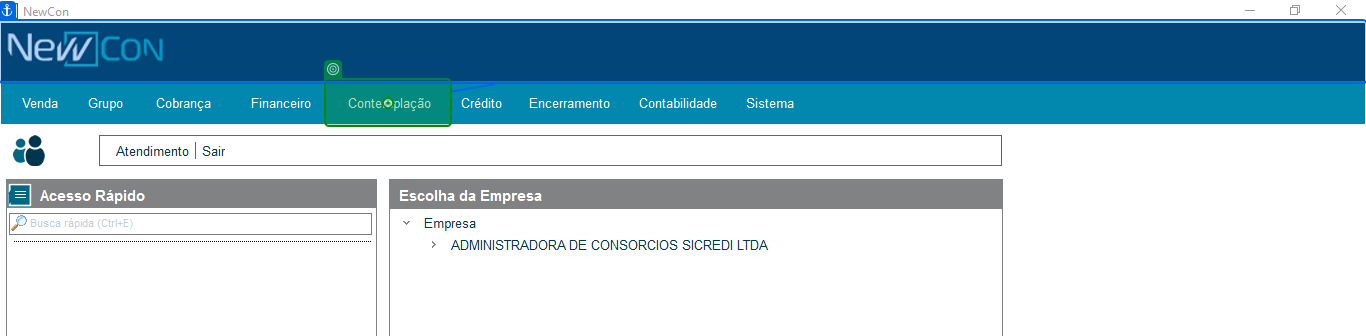 NewCon
NewCon
Venda Grupo Cobrança Financeiro Contemplação Crédito Encerramento Contabilidade Sistema
Atendimento Sair
Acesso Rápido
Busca rápida (Ctrl+E)
Escolha da Empresa
Empresa
ADMINISTRADORA DE CONSORCIOS SICREDI LTDA